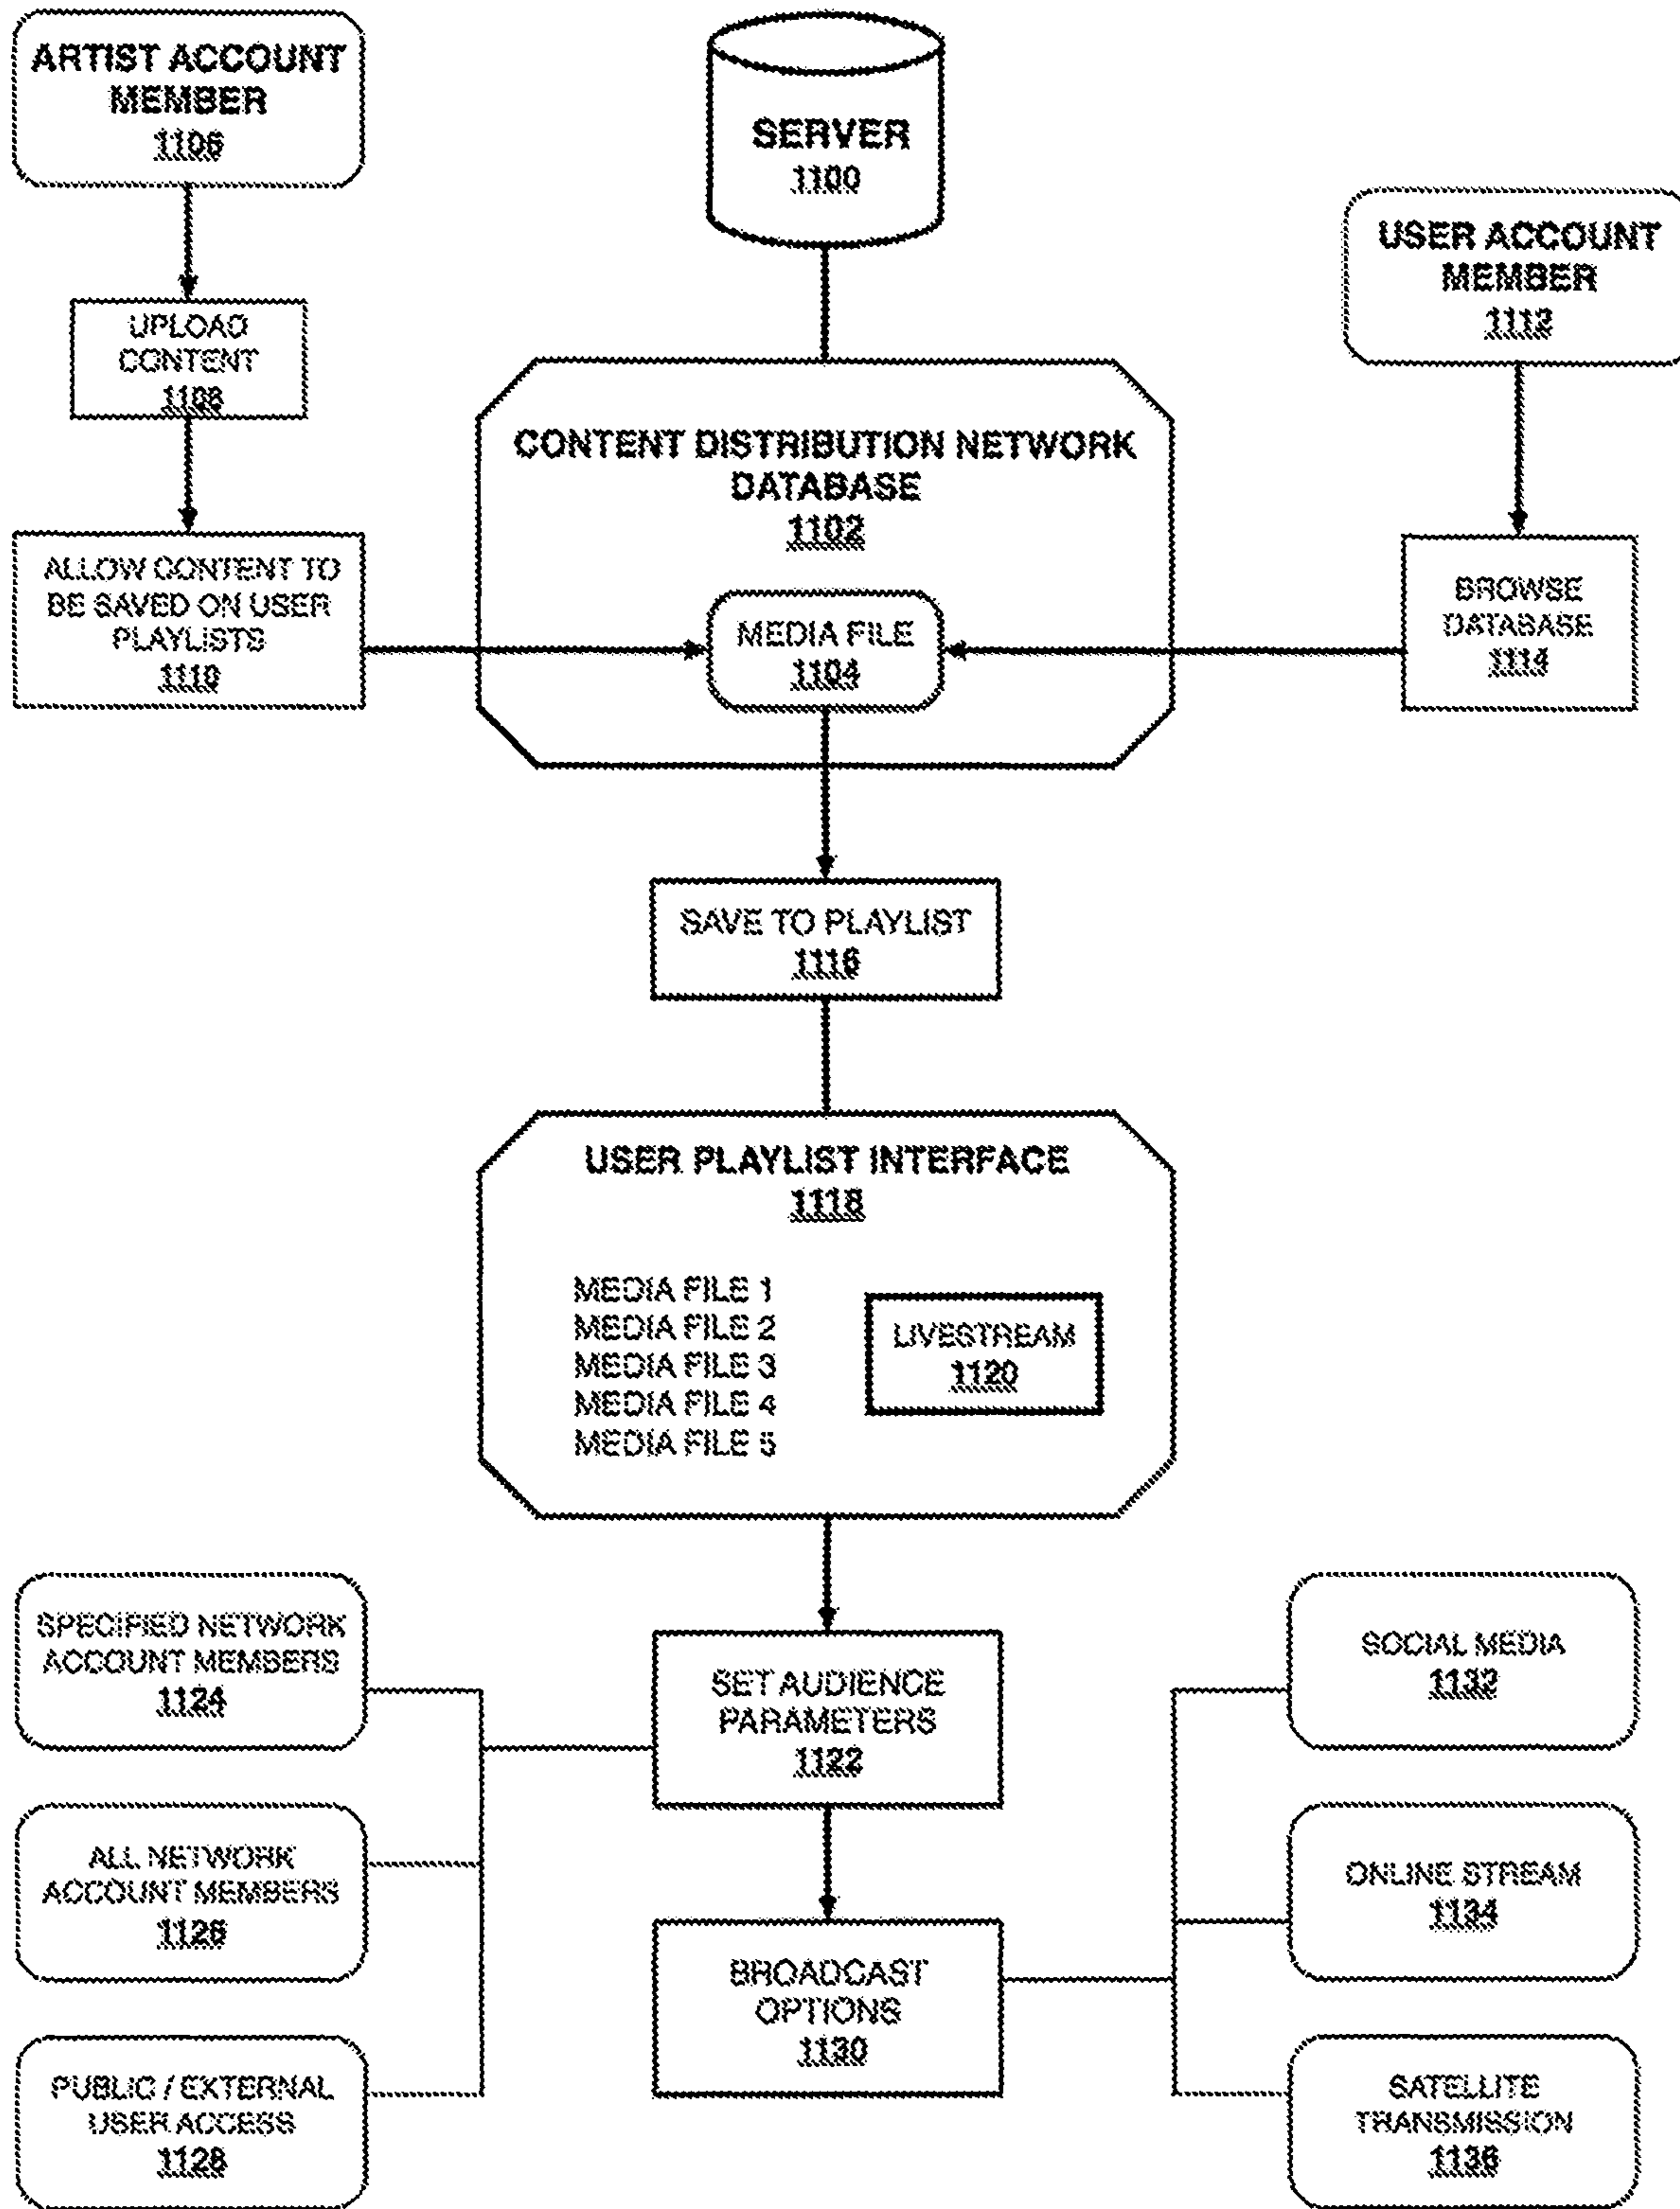 ARTIST ACCOUNT
MEMBER
1106
SERVER
1100
USER ACCOUNT
MEMBER
1112
UPLOAD
CONTENT
1108
CONTENT DISTRIBUTION NETWORK
DATABASE
1102
ALLOW CONTENT TO
BE SAVED ON USER
PLAYLISTS
1110
MEDIA FILE
1104
BROWSE
DATABASE
1114
SAVE TO PLAYLIST
1116
USER PLAYLIST INTERFACE
1118
MEDIA FILE 1
MEDIA FILE 2
MEDIA FILE 3
MEDIA FILE 4
MEDIA FILE 5
LIVESTREAM
1120
SPECIFIED NETWORK
ACCOUNT MEMBERS
1124
SET AUDIENCE
PARAMETERS
1122
SOCIAL MEDIA
1132
ALL NETWORK
ACCOUNT MEMBERS
1126
ONLINE STREAM
1134
BROADCAST
OPTIONS
1130
PUBLIC / EXTERNAL
USER ACCESS
1128
SATELLITE
TRANSMISSION
1136